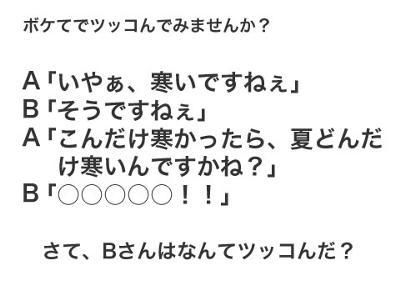 ボケてでツッコんでみませんか？
A「いやぁ、寒いですねぇ」
B「そうですねぇ」
A「こんだけ寒かったら、夏どんだ
け寒いんですかね？」
B「○○○○○！！」
さて、Bさんはなんてツッコんだ？